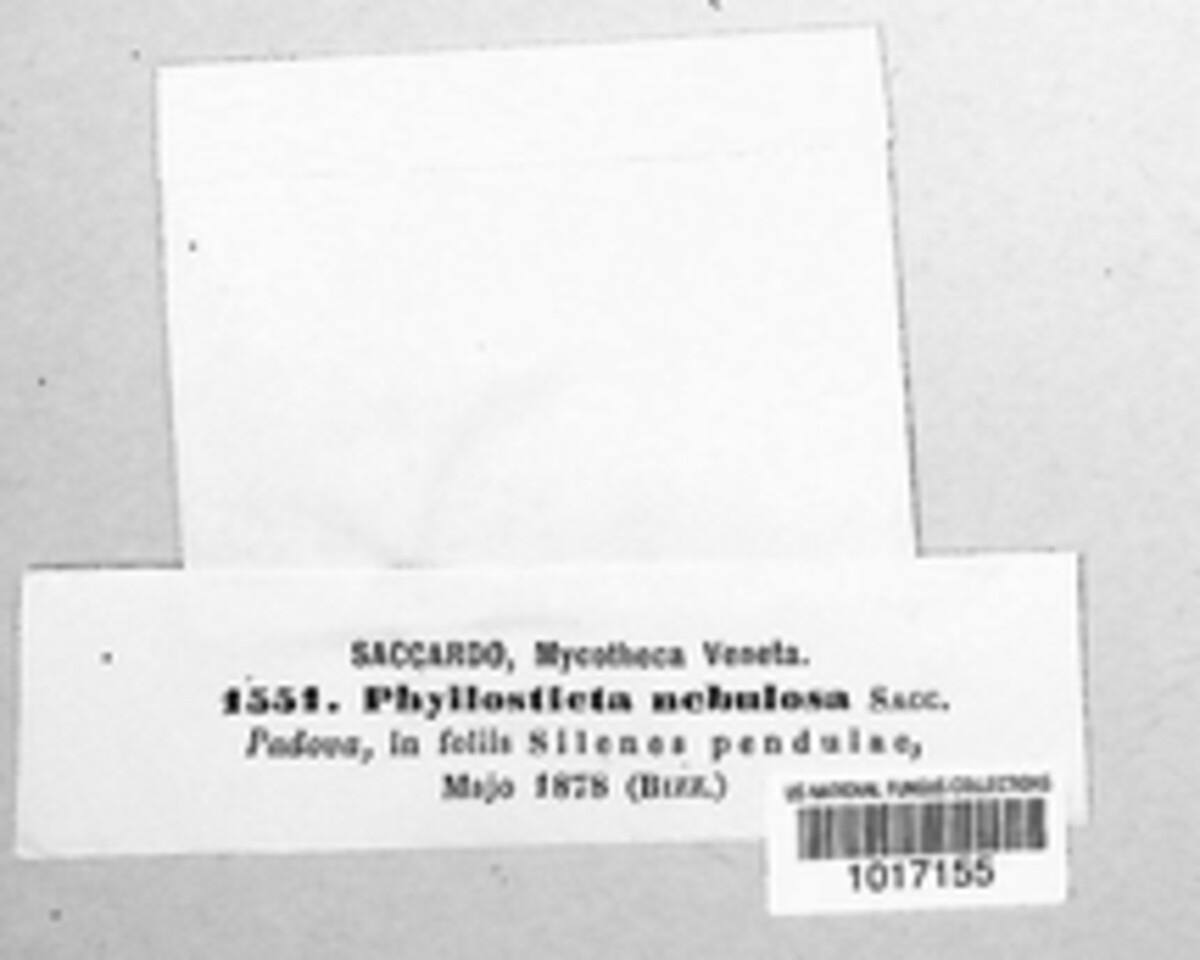 SACCARDO, Mycotheca Veneta.
1551. Phyllosticta nebulosa SACC.
Padova, in foliis Silenes pendulae,
Majo 1878 (BIZZ.)
US NATIONAL FUNGUS COLLECTIONS
1017155